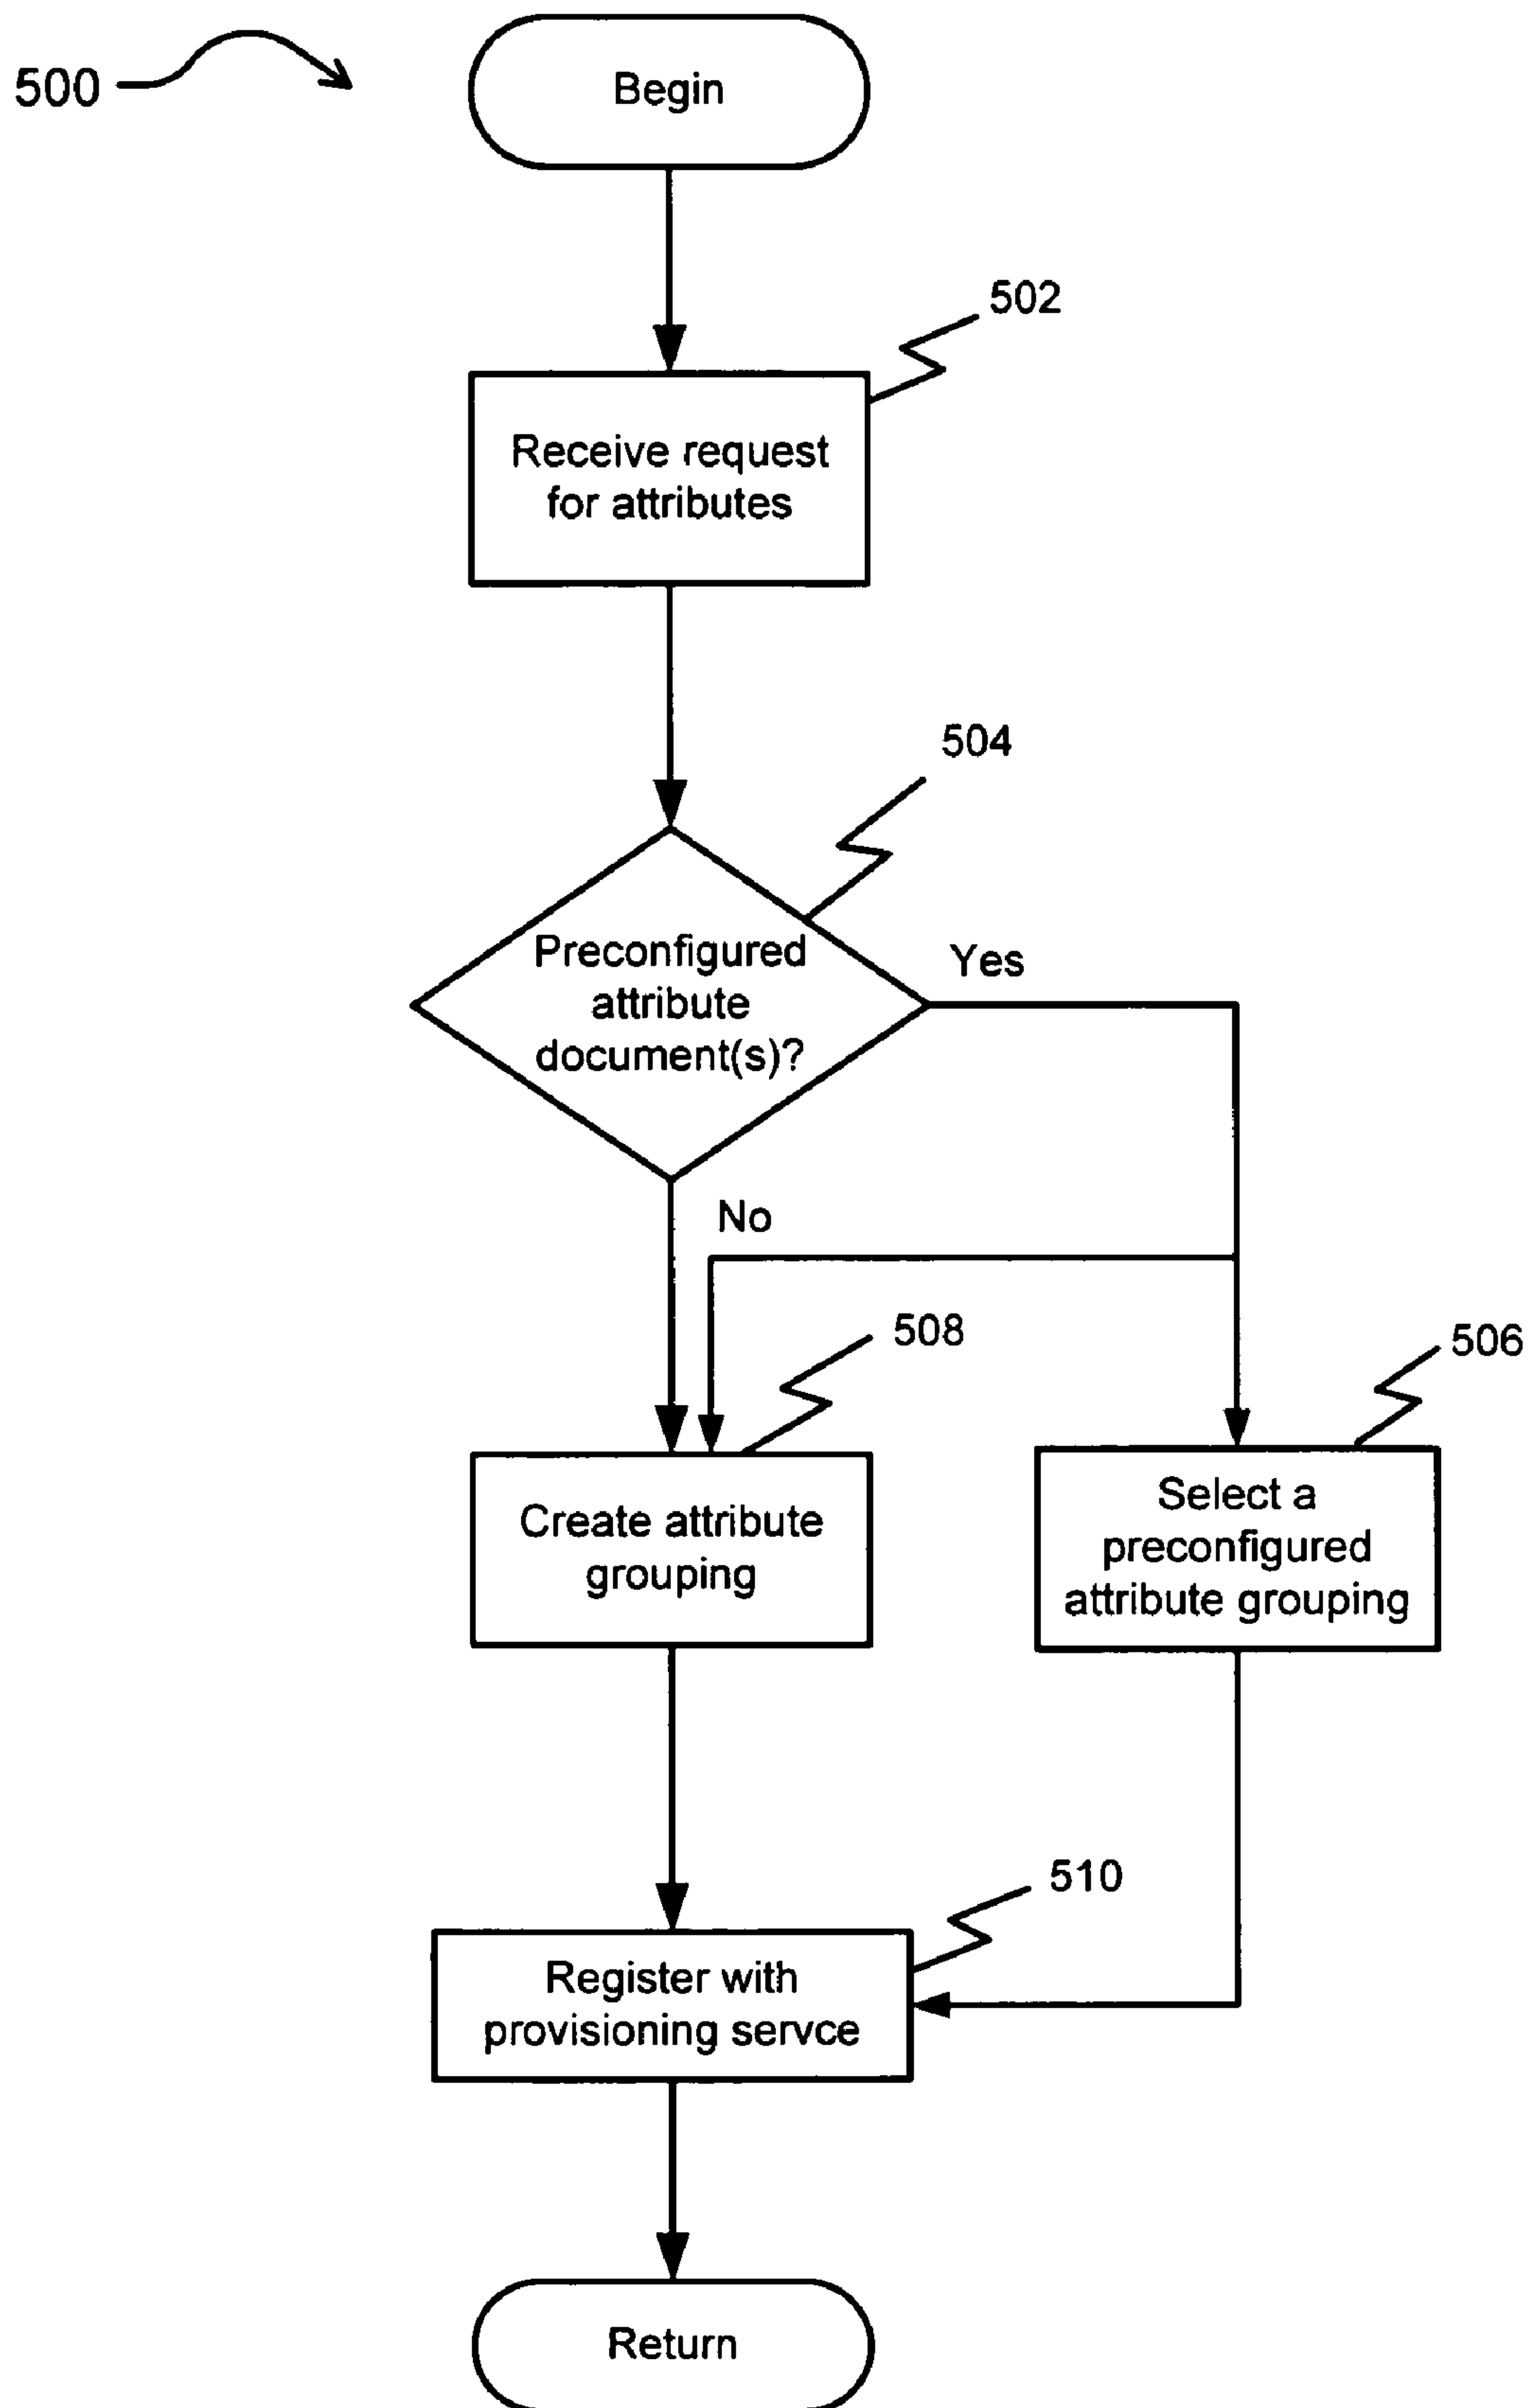 500
Begin
502
Receive request
for attributes
504
Preconfigured
attribute
document(s)?
Yes
No
508
506
Create attribute
grouping
Select a
preconfigured
attribute grouping
510
Register with
provisioning servce
Return